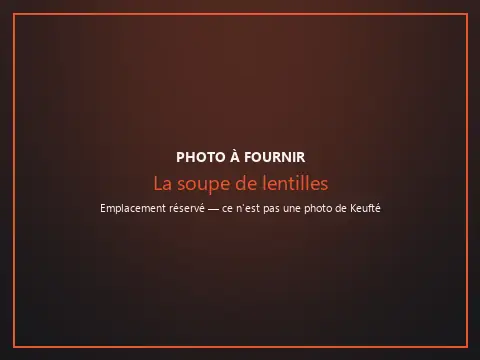 PHOTO À FOURNIR
La soupe de lentilles
Emplacement réservé — ce n'est pas une photo de Keufté